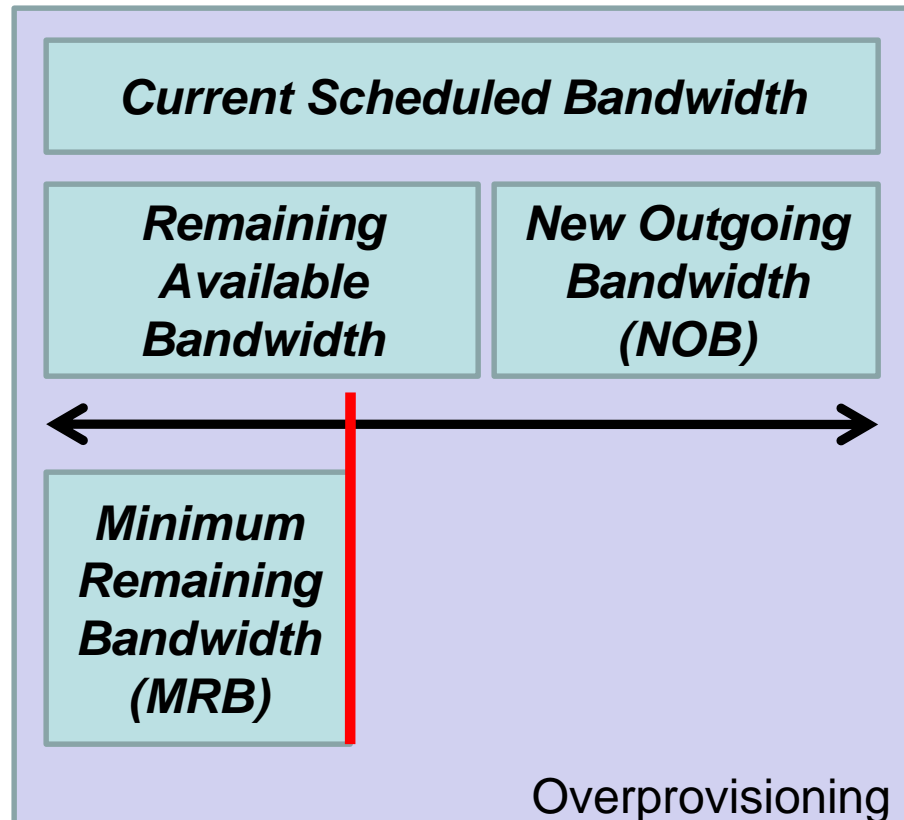 Current Scheduled Bandwidth
Remaining
Available
Bandwidth
New Outgoing
Bandwidth
(NOB)
Minimum
Remaining
Bandwidth
(MRB)
Overprovisioning